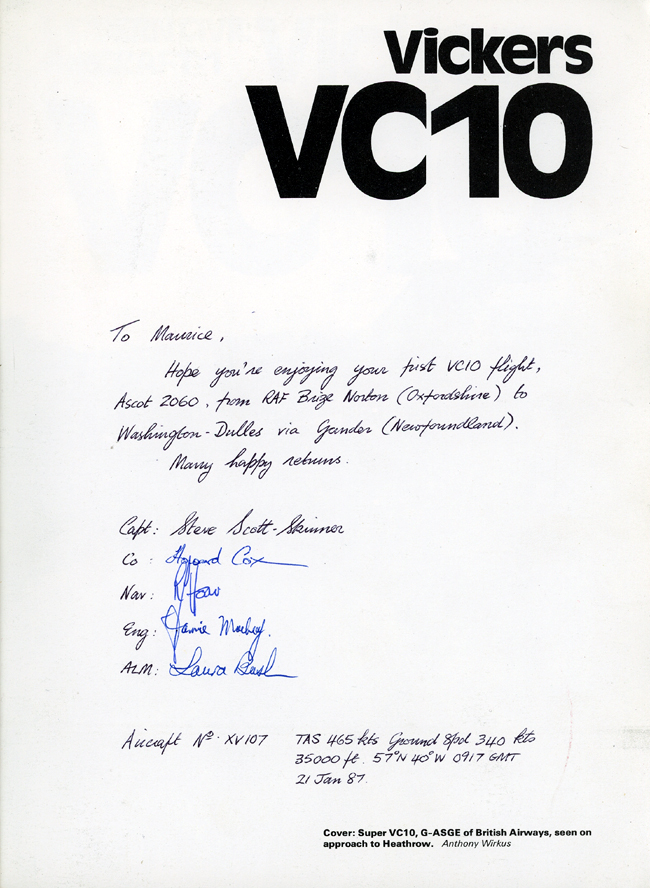 Vickers
VC10
To Maurice,
Hope you're enjoying your first VC10 flight,
Ascot 2060, from RAF Brize Norton (Oxfordshire) to
Washington-Dulles via Gander (Newfoundland).
Many happy returns.
Capt: Steve Scott-Skinner
Co : Howard Cox
Nav:
Eng: Jamie
ALM: Laura
Aircraft Nº XV107
TAS 465 kts Ground Spd 340 kts
35000 ft. 57°N 40°W 0917 GMT
21 Jan 87.
Cover: Super VC10, G-ASGE of British Airways, seen on
approach to Heathrow. Anthony Wirkus